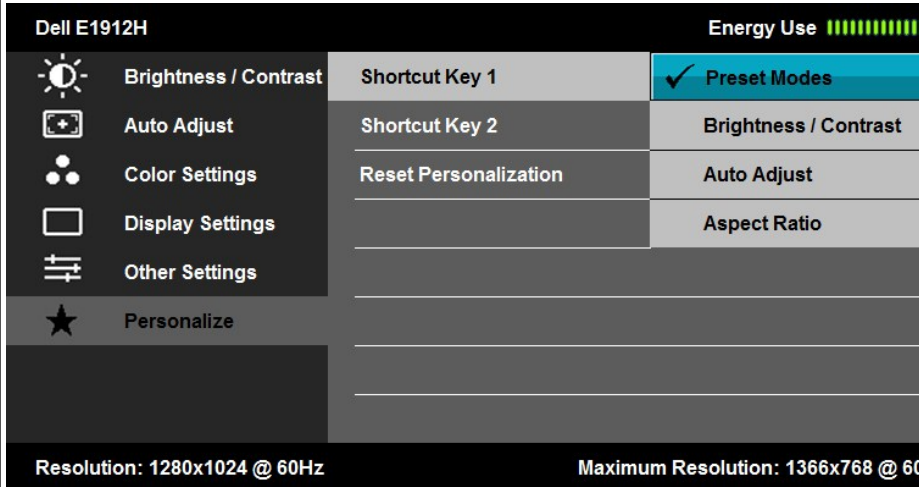 Dell E1912H Energy Use
Brightness / Contrast Shortcut Key 1 Preset Modes
Auto Adjust Shortcut Key 2 Brightness / Contrast
Color Settings Reset Personalization Auto Adjust
Display Settings Aspect Ratio
Other Settings
Personalize
Resolution: 1280x1024 @ 60Hz Maximum Resolution: 1366x768 @ 60